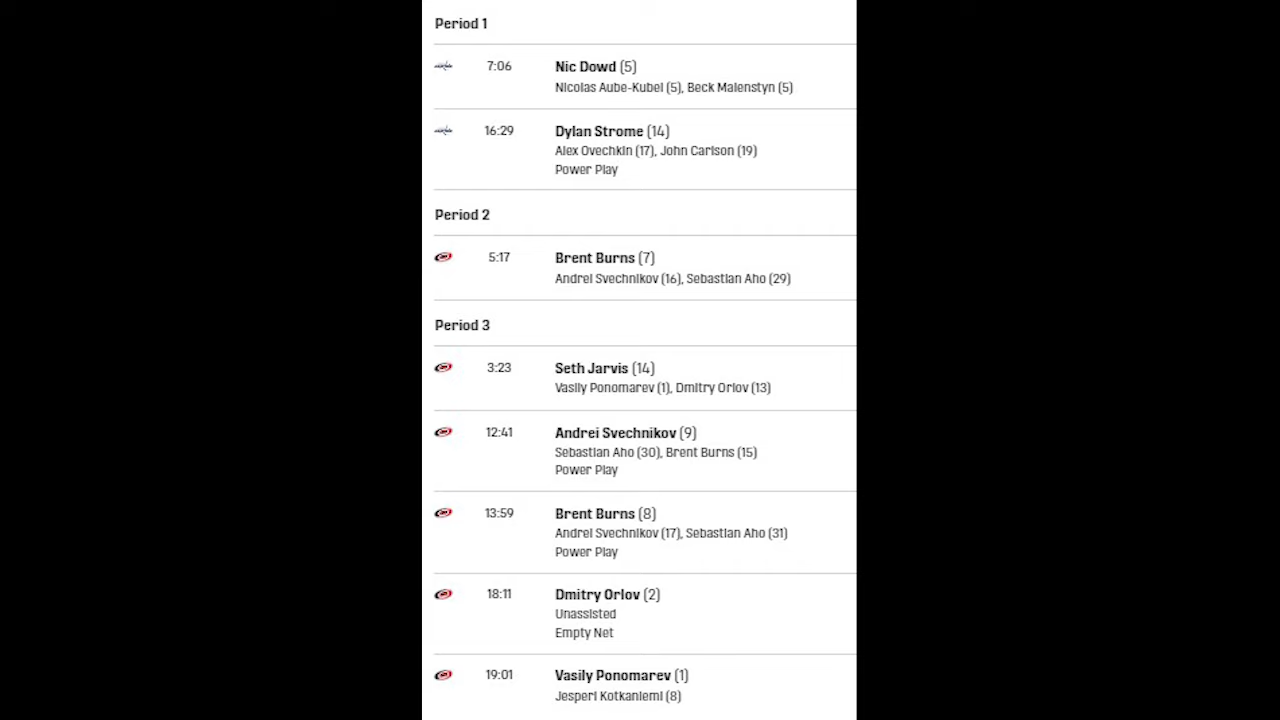 Period 1
7:06 Nic Dowd (5)
Nicolas Aube-Kubel (5), Beck Malenstyn (5)
16:29 Dylan Strome (14)
Alex Ovechkin (17), John Carlson (19)
Power Play
Period 2
5:17 Brent Burns (7)
Andrei Svechnikov (16), Sebastian Aho (29)
Period 3
3:23 Seth Jarvis (14)
Vasily Ponomarev (1), Dmitry Orlov (13)
12:41 Andrei Svechnikov (9)
Sebastian Aho (30), Brent Burns (15)
Power Play
13:59 Brent Burns (8)
Andrei Svechnikov (17), Sebastian Aho (31)
Power Play
18:11 Dmitry Orlov (2)
Unassisted
Empty Net
19:01 Vasily Ponomarev (1)
Jesperi Kotkaniemi (8)